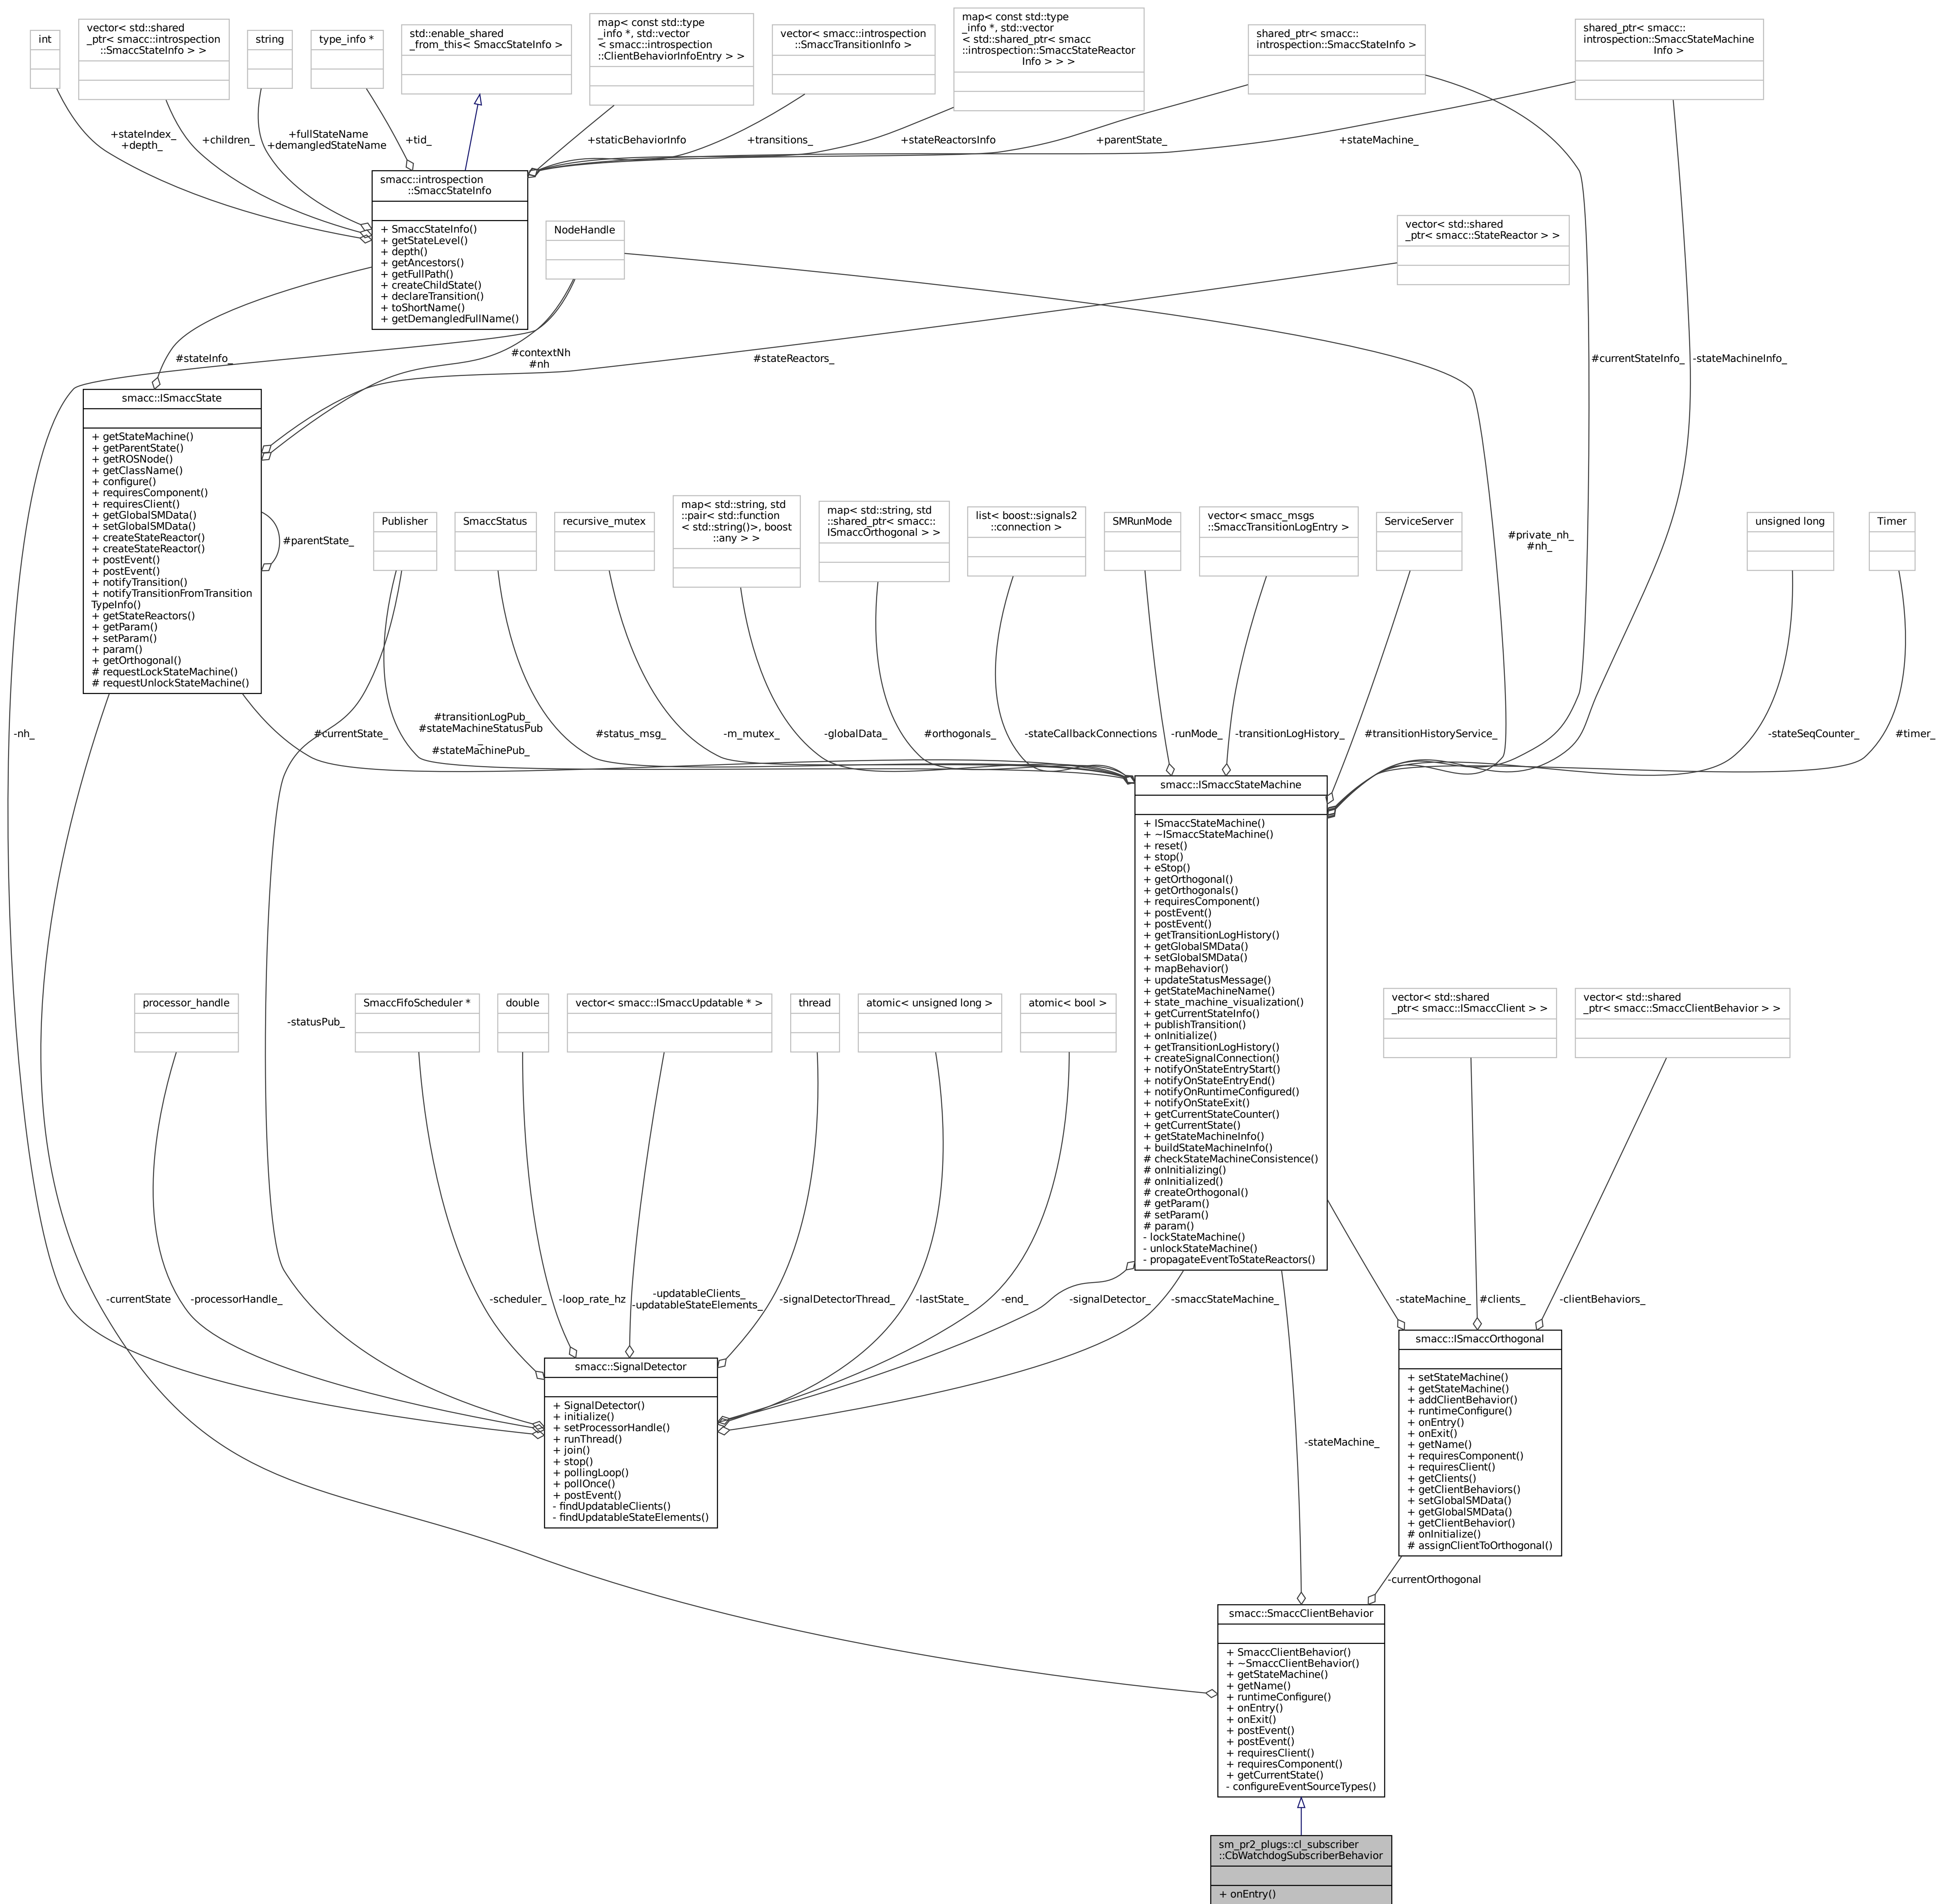 int
vector< std::shared
_ptr< smacc::introspection
::SmaccStateInfo > >
string
type_info *
std::enable_shared
_from_this< SmaccStateInfo >
map< const std::type
_info *, std::vector
< smacc::introspection
::ClientBehaviorInfoEntry > >
vector< smacc::introspection
::SmaccTransitionInfo >
map< const std::type
_info *, std::vector
< std::shared_ptr< smacc
::introspection::SmaccStateReactor
Info > > >
shared_ptr< smacc::
introspection::SmaccStateInfo >
shared_ptr< smacc::
introspection::SmaccStateMachine
Info >
+stateIndex_
+depth_
+children_
+fullStateName
+demangledStateName
+tid_
+staticBehaviorInfo
+transitions_
+stateReactorsInfo
+parentState_
+stateMachine_
smacc::introspection
::SmaccStateInfo
+ SmaccStateInfo()
+ getStateLevel()
+ depth()
+ getAncestors()
+ getFullPath()
+ createChildState()
+ declareTransition()
+ toShortName()
+ getDemangledFullName()
NodeHandle
vector< std::shared
_ptr< smacc::StateReactor > >
#stateInfo_
#contextNh
#nh
#stateReactors_
#currentStateInfo_
-stateMachineInfo_
smacc::ISmaccState
+ getStateMachine()
+ getParentState()
+ getROSNode()
+ getClassName()
+ configure()
+ requiresComponent()
+ requiresClient()
+ getGlobalSMData()
+ setGlobalSMData()
+ createStateReactor()
+ createStateReactor()
+ postEvent()
+ postEvent()
+ notifyTransition()
+ notifyTransitionFromTransition
TypeInfo()
+ getStateReactors()
+ getParam()
+ setParam()
+ param()
+ getOrthogonal()
# requestLockStateMachine()
# requestUnlockStateMachine()
#parentState_
Publisher
SmaccStatus
recursive_mutex
map< std::string, std
::pair< std::function
< std::string()>, boost
::any > >
map< std::string, std
::shared_ptr< smacc::
ISmaccOrthogonal > >
list< boost::signals2
::connection >
SMRunMode
vector< smacc_msgs
::SmaccTransitionLogEntry >
ServiceServer
#private_nh_
#nh_
unsigned long
Timer
-nh_
#currentState_
#transitionLogPub_
#stateMachineStatusPub
_
#stateMachinePub_
#status_msg_
-m_mutex_
-globalData_
#orthogonals_
-stateCallbackConnections
-runMode_
-transitionLogHistory_
#transitionHistoryService_
-stateSeqCounter_
#timer_
smacc::ISmaccStateMachine
+ ISmaccStateMachine()
+ ~ISmaccStateMachine()
+ reset()
+ stop()
+ eStop()
+ getOrthogonal()
+ getOrthogonals()
+ requiresComponent()
+ postEvent()
+ postEvent()
+ getTransitionLogHistory()
+ getGlobalSMData()
+ setGlobalSMData()
+ mapBehavior()
+ updateStatusMessage()
+ getStateMachineName()
+ state_machine_visualization()
+ getCurrentStateInfo()
+ publishTransition()
+ onInitialize()
+ getTransitionLogHistory()
+ createSignalConnection()
+ notifyOnStateEntryStart()
+ notifyOnStateEntryEnd()
+ notifyOnRuntimeConfigured()
+ notifyOnStateExit()
+ getCurrentStateCounter()
+ getCurrentState()
+ getStateMachineInfo()
+ buildStateMachineInfo()
# checkStateMachineConsistence()
# onInitializing()
# onInitialized()
# createOrthogonal()
# getParam()
# setParam()
# param()
- lockStateMachine()
- unlockStateMachine()
- propagateEventToStateReactors()
processor_handle
-statusPub_
SmaccFifoScheduler *
double
vector< smacc::ISmaccUpdatable * >
thread
atomic< unsigned long >
atomic< bool >
vector< std::shared
_ptr< smacc::ISmaccClient > >
vector< std::shared
_ptr< smacc::SmaccClientBehavior > >
-currentState
-processorHandle_
-scheduler_
-loop_rate_hz
-updatableClients_
-updatableStateElements_
-signalDetectorThread_
-lastState_
-end_
-signalDetector_
-smaccStateMachine_
-stateMachine_
#clients_
-clientBehaviors_
smacc::SignalDetector
+ SignalDetector()
+ initialize()
+ setProcessorHandle()
+ runThread()
+ join()
+ stop()
+ pollingLoop()
+ pollOnce()
+ postEvent()
- findUpdatableClients()
- findUpdatableStateElements()
smacc::ISmaccOrthogonal
+ setStateMachine()
+ getStateMachine()
+ addClientBehavior()
+ runtimeConfigure()
+ onEntry()
+ onExit()
+ getName()
+ requiresComponent()
+ requiresClient()
+ getClients()
+ getClientBehaviors()
+ setGlobalSMData()
+ getGlobalSMData()
+ getClientBehavior()
# onInitialize()
# assignClientToOrthogonal()
-stateMachine_
-currentOrthogonal
smacc::SmaccClientBehavior
+ SmaccClientBehavior()
+ ~SmaccClientBehavior()
+ getStateMachine()
+ getName()
+ runtimeConfigure()
+ onEntry()
+ onExit()
+ postEvent()
+ postEvent()
+ requiresClient()
+ requiresComponent()
+ getCurrentState()
- configureEventSourceTypes()
sm_pr2_plugs::cl_subscriber
::CbWatchdogSubscriberBehavior
+ onEntry()